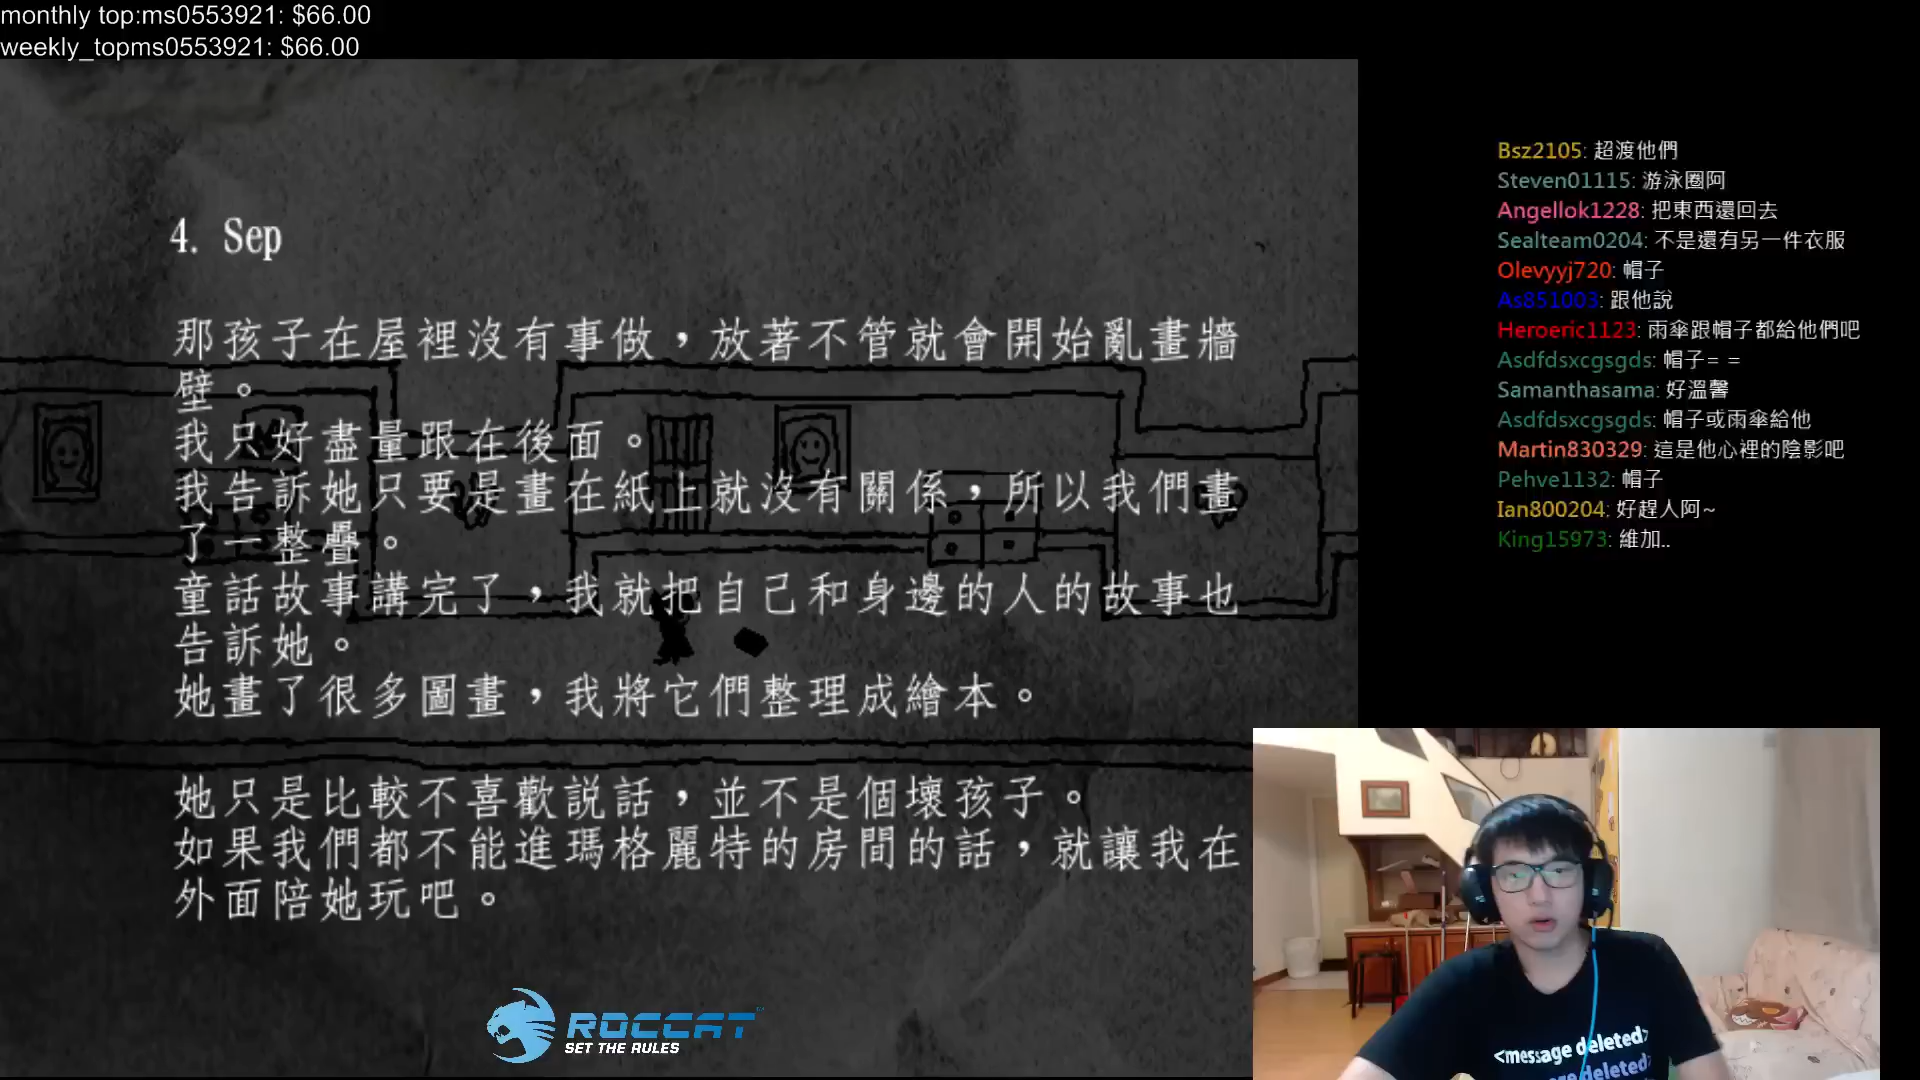 monthly top:ms0553921: $66.00
weekly_topms0553921: $66.00
4. Sep
那孩子在屋裡沒有事做，放著不管就會開始亂畫牆
壁。
我只好盡量跟在後面。
我告訴她只要是畫在紙上就沒有關係，所以我們畫
了一整疊。
童話故事講完了，我就把自己和身邊的人的故事也
告訴她。
她畫了很多圖畫，我將它們整理成繪本。
她只是比較不喜歡說話，並不是個壞孩子。
如果我們都不能進瑪格麗特的房間的話，就讓我在
外面陪她玩吧。
ROCCAT
SET THE RULES
Bsz2105: 超渡他們
Steven01115: 游泳圈阿
Angellok1228: 把東西還回去
Sealteam0204: 不是還有另一件衣服
Olevyyj720: 帽子
As851003: 跟他說
Heroeric1123: 雨傘跟帽子都給他們吧
Asdfdsxcgsgds: 帽子= =
Samanthasama: 好溫馨
Asdfdsxcgsgds: 帽子或雨傘給他
Martin830329: 這是他心裡的陰影吧
Pehve1132: 帽子
Ian800204: 好趕人阿~
King15973: 維加..
<message deleted>
deleted>